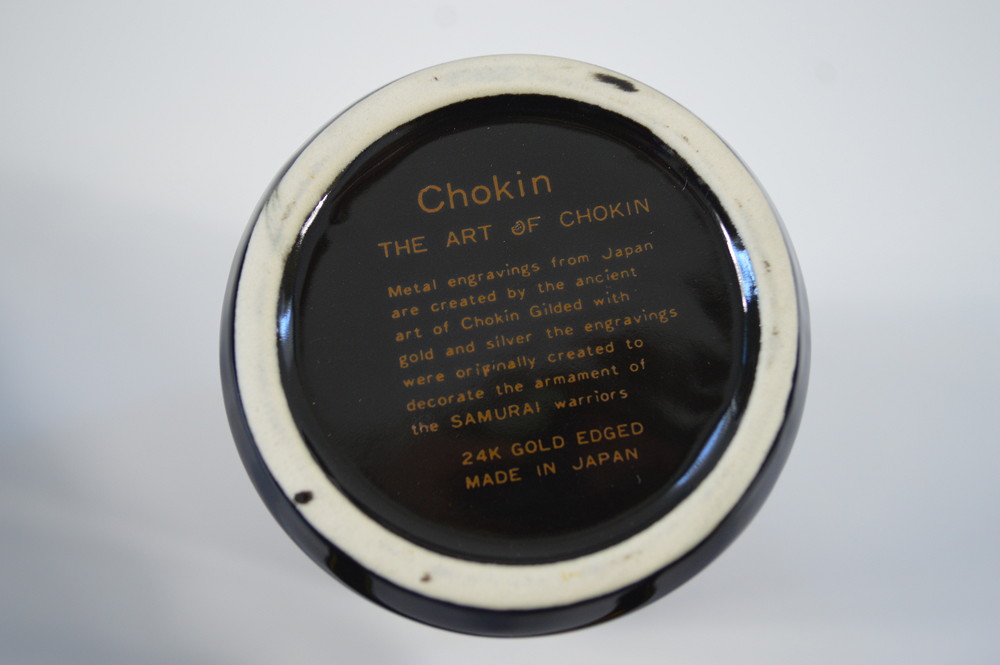 Chokin
THE ART OF CHOKIN
Metal engravings from Japan
are created by the ancient
art of Chokin Gilded with
gold and silver the engravings
were originally created to
decorate the armament of
the SAMURAI warriors
24K GOLD EDGED
MADE IN JAPAN